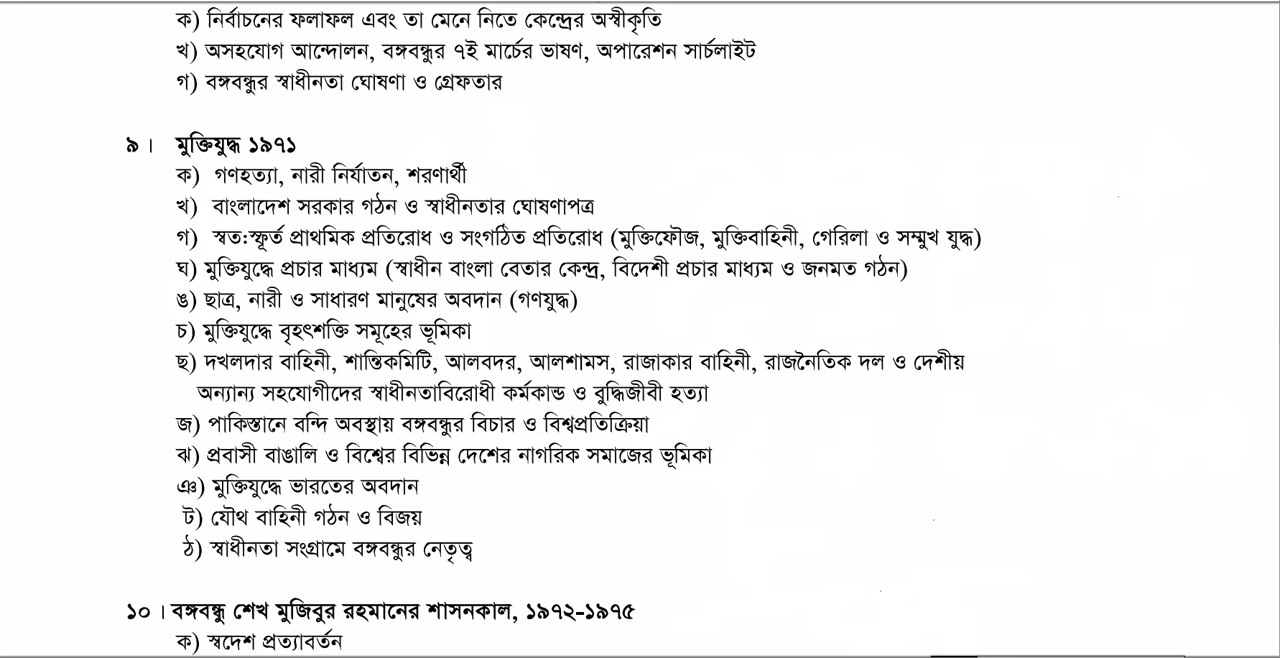 ক) নির্বাচনের ফলাফল এবং তা মেনে নিতে কেন্দ্রের অস্বীকৃতি
খ) অসহযোগ আন্দোলন, বঙ্গবন্ধুর ৭ই মার্চের ভাষণ, অপারেশন সার্চলাইট
গ) বঙ্গবন্ধুর স্বাধীনতা ঘোষণা ও গ্রেফতার
৯। মুক্তিযুদ্ধ ১৯৭১
ক) গণহত্যা, নারী নির্যাতন, শরণার্থী
খ) বাংলাদেশ সরকার গঠন ও স্বাধীনতার ঘোষণাপত্র
গ) স্বত:স্ফূর্ত প্রাথমিক প্রতিরোধ ও সংগঠিত প্রতিরোধ (মুক্তিফৌজ, মুক্তিবাহিনী, গেরিলা ও সম্মুখ যুদ্ধ)
ঘ) মুক্তিযুদ্ধে প্রচার মাধ্যম (স্বাধীন বাংলা বেতার কেন্দ্র, বিদেশী প্রচার মাধ্যম ও জনমত গঠন)
ঙ) ছাত্র, নারী ও সাধারণ মানুষের অবদান (গণযুদ্ধ)
চ) মুক্তিযুদ্ধে বৃহৎশক্তি সমূহের ভূমিকা
ছ) দখলদার বাহিনী, শান্তিকমিটি, আলবদর, আলশামস, রাজাকার বাহিনী, রাজনৈতিক দল ও দেশীয়
অন্যান্য সহযোগীদের স্বাধীনতাবিরোধী কর্মকান্ড ও বুদ্ধিজীবী হত্যা
জ) পাকিস্তানে বন্দি অবস্থায় বঙ্গবন্ধুর বিচার ও বিশ্বপ্রতিক্রিয়া
ঝ) প্রবাসী বাঙালি ও বিশ্বের বিভিন্ন দেশের নাগরিক সমাজের ভূমিকা
ঞ) মুক্তিযুদ্ধে ভারতের অবদান
ট) যৌথ বাহিনী গঠন ও বিজয়
ঠ) স্বাধীনতা সংগ্রামে বঙ্গবন্ধুর নেতৃত্ব
১০। বঙ্গবন্ধু শেখ মুজিবুর রহমানের শাসনকাল, ১৯৭২-১৯৭৫
ক) স্বদেশ প্রত্যাবর্তন